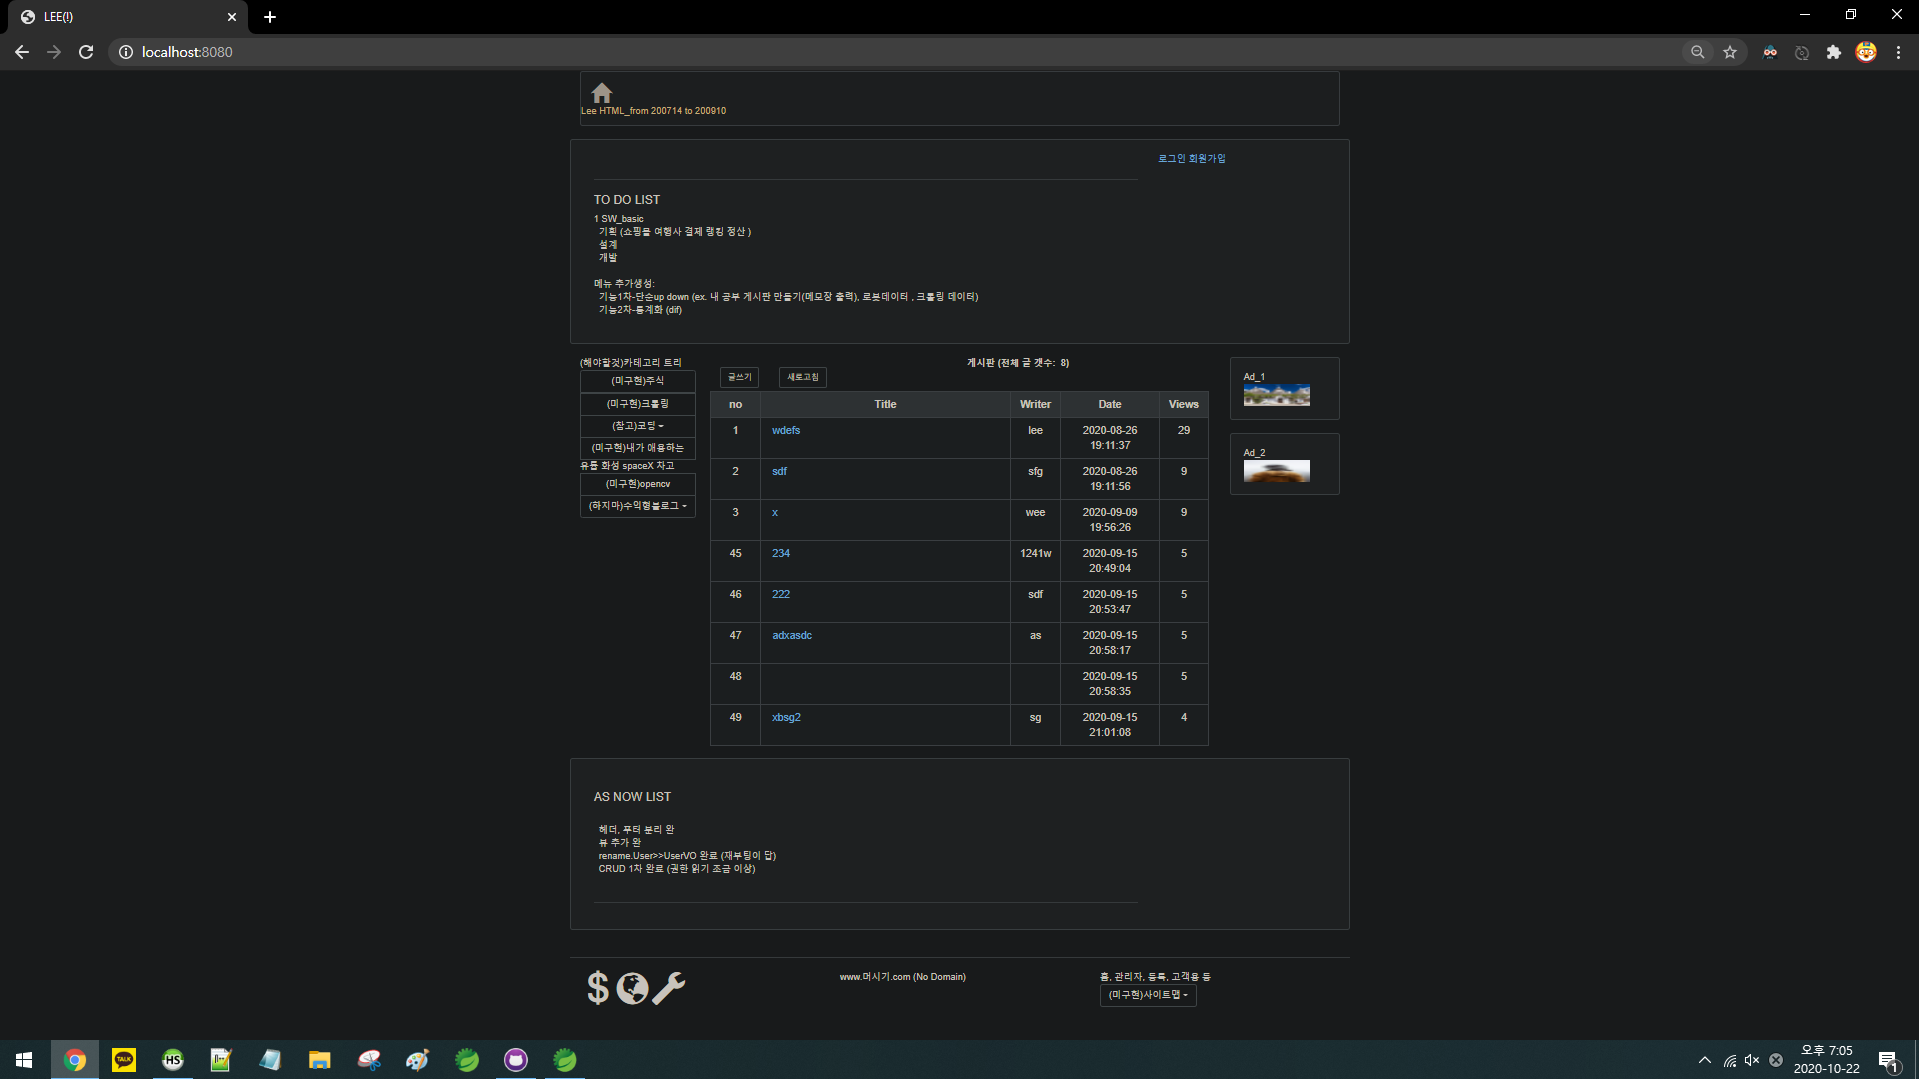 LEE(!)
localhost:8080
Lee HTML_from 200714 to 200910
로그인 회원가입
TO DO LIST
1 SW_basic
기획 (쇼핑몰 여행사 결제 랭킹 정산 )
설계
개발
메뉴 추가생성:
기능1차-단순up down (ex. 내 공부 게시판 만들기(메모장 출력), 로봇데이터 , 크롤링 데이터)
기능2차-통계화 (dif)
(해야할것)카테고리 트리
(미구현)주식
(미구현)크롤링
(참고)코딩
(미구현)내가 애용하는
유튭 화성 spaceX 차고
(미구현)opencv
(하지마)수익형블로그
게시판 (전체 글 갯수: 8)
글쓰기 새로고침
no Title Writer Date Views
1 wdefs lee 2020-08-26 19:11:37 29
2 sdf sfg 2020-08-26 19:11:56 9
3 x wee 2020-09-09 19:56:26 9
45 234 1241w 2020-09-15 20:49:04 5
46 222 sdf 2020-09-15 20:53:47 5
47 adxasdc as 2020-09-15 20:58:17 5
48 2020-09-15 20:58:35 5
49 xbsg2 sg 2020-09-15 21:01:08 4
Ad_1
Ad_2
AS NOW LIST
헤더, 푸터 분리 완
뷰 추가 완
rename.User>>UserVO 완료 (재부팅이 답)
CRUD 1차 완료 (권한 읽기 조금 이상)
www.머시기.com (No Domain)
홈, 관리자, 등록, 고객용 등
(미구현)사이트맵
TALK
HS
오후 7:05
2020-10-22
1